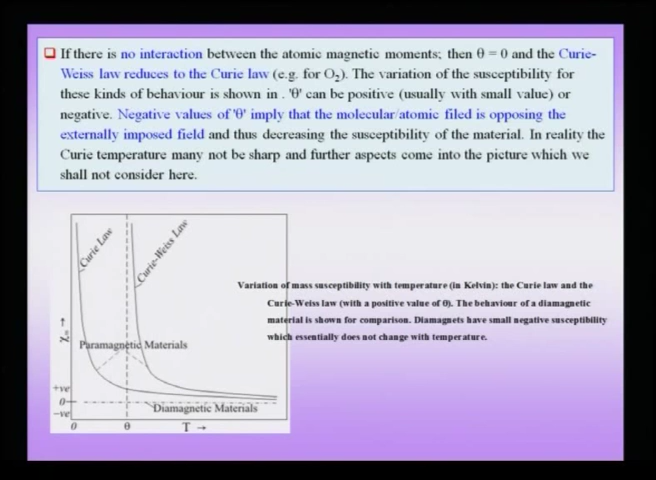 If there is no interaction between the atomic magnetic moments; then θ = 0 and the Curie-
Weiss law reduces to the Curie law (e.g. for O₂). The variation of the susceptibility for
these kinds of behaviour is shown in . 'θ' can be positive (usually with small value) or
negative. Negative values of 'θ' imply that the molecular/atomic filed is opposing the
externally imposed field and thus decreasing the susceptibility of the material. In reality the
Curie temperature many not be sharp and further aspects come into the picture which we
shall not consider here.
Curie Law
Curie-Weiss Law
Variation of mass susceptibility with temperature (in Kelvin): the Curie law and the
Curie-Weiss law (with a positive value of θ). The behaviour of a diamagnetic
material is shown for comparison. Diamagnets have small negative susceptibility
which essentially does not change with temperature.
χₘ →
Paramagnetic Materials
+ve
0
-ve
Diamagnetic Materials
0
θ
T →